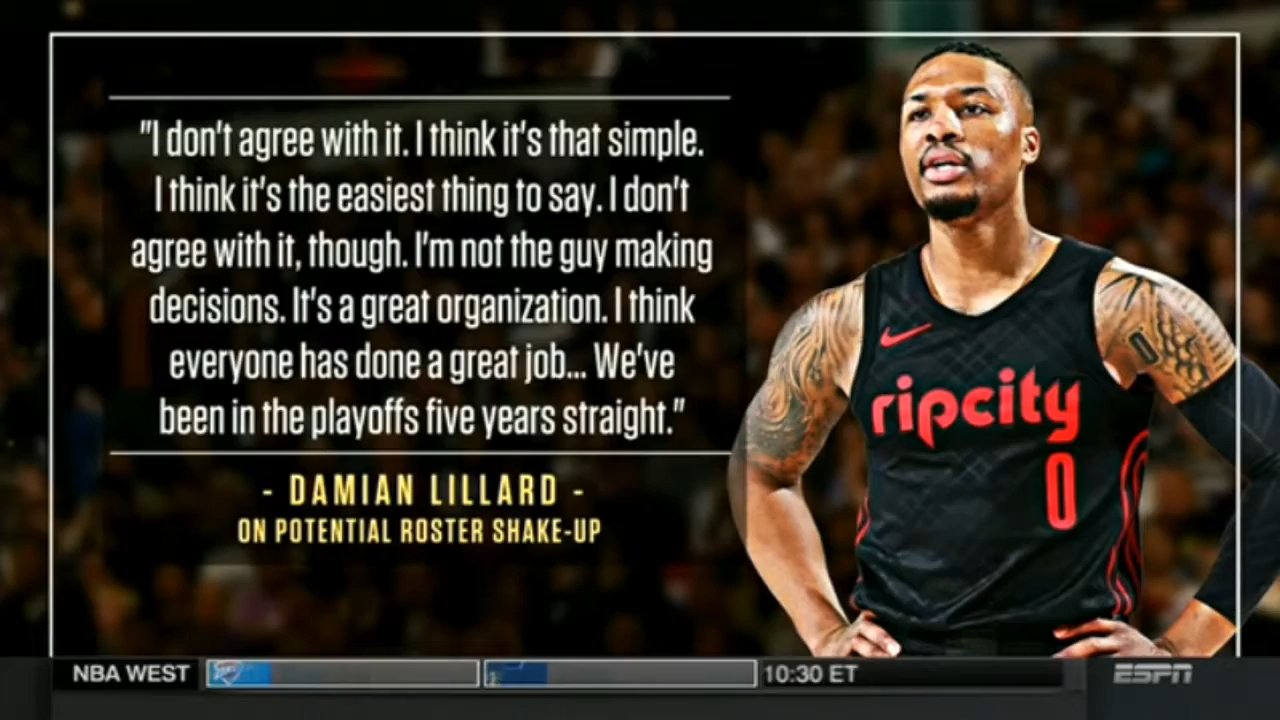 "I don't agree with it. I think it's that simple.
I think it's the easiest thing to say. I don't
agree with it, though. I'm not the guy making
decisions. It's a great organization. I think
everyone has done a great job... We've
been in the playoffs five years straight."
- DAMIAN LILLARD -
ON POTENTIAL ROSTER SHAKE-UP
ripcity
0
NBA WEST
10:30 ET
ESPN